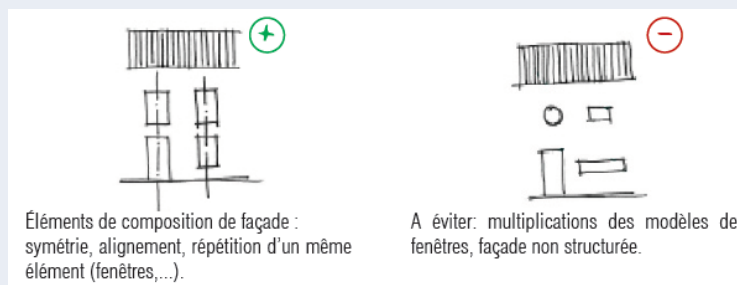 Éléments de composition de façade :
symétrie, alignement, répétition d'un même
élément (fenêtres,...).
A éviter: multiplications des modèles de
fenêtres, façade non structurée.